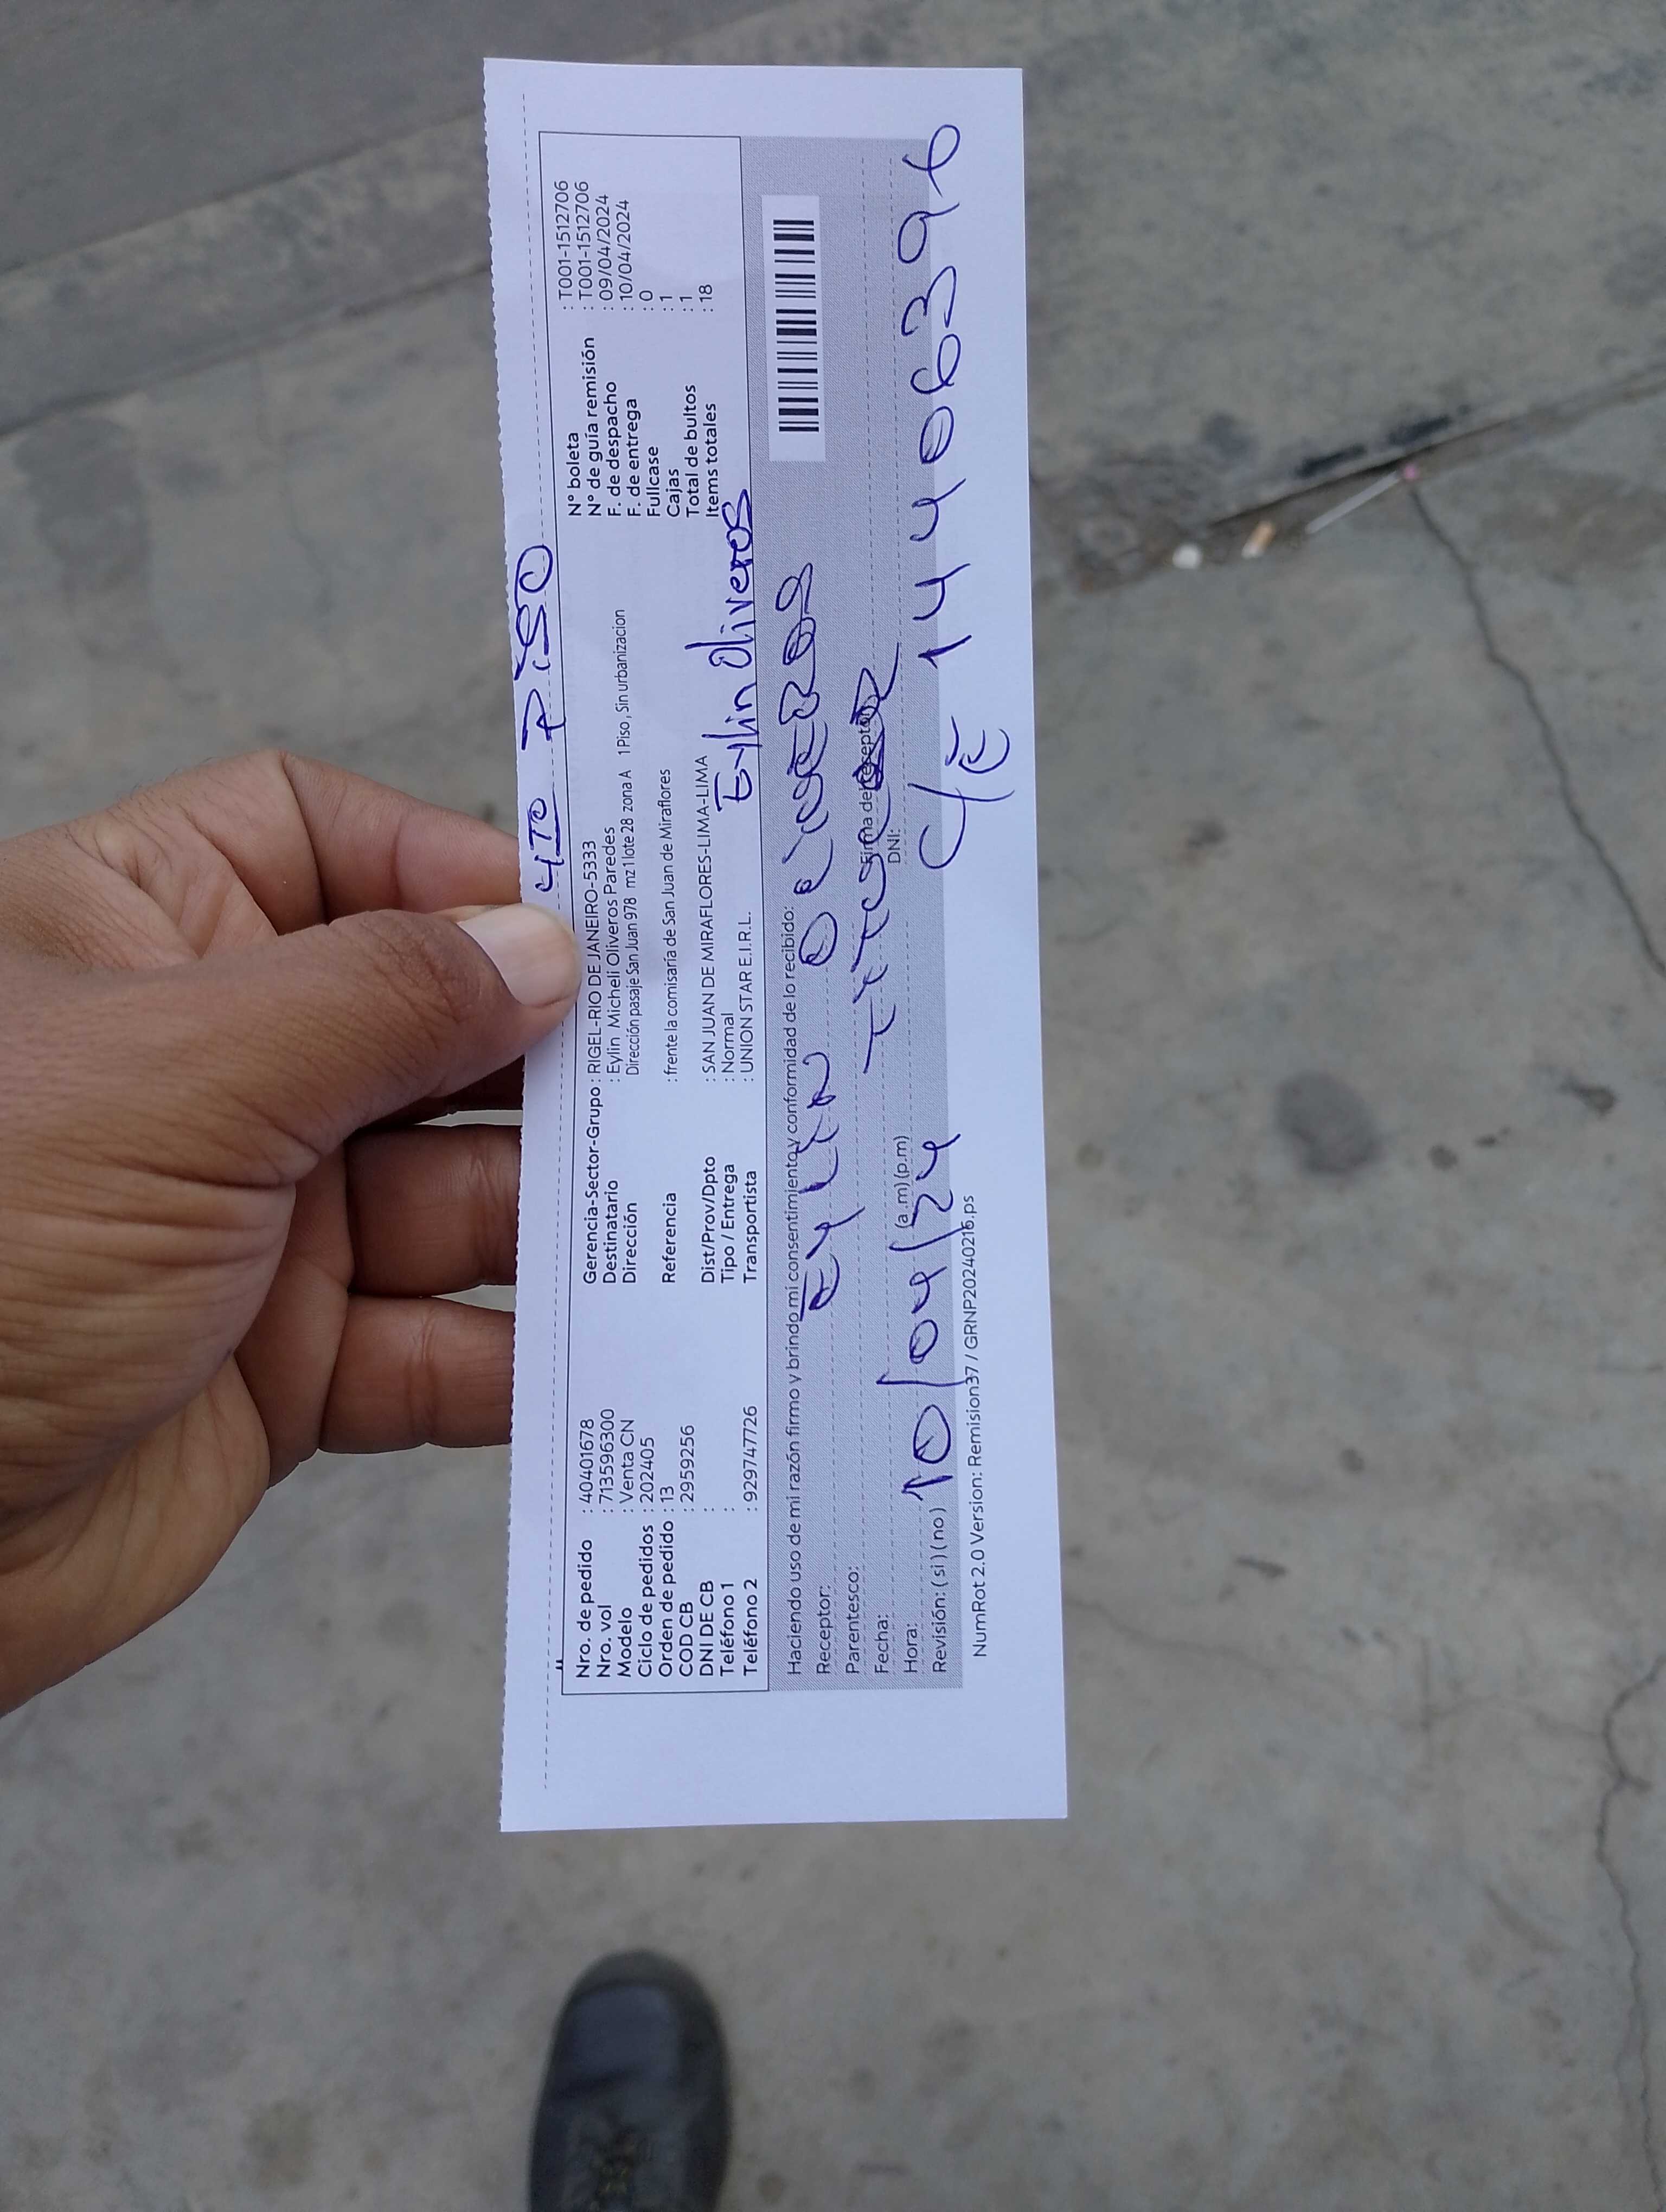 4TO PISO
Nro. de pedido : 40401678
Nro. vol : 713596300
Modelo : Venta CN
Ciclo de pedidos : 202405
Orden de pedido : 13
COD CB : 2959256
DNI DE CB :
Teléfono 1 :
Teléfono 2 : 929747726
Gerencia-Sector-Grupo : RIGEL-RIO DE JANEIRO-5333
Destinatario : Eylin Micheli Oliveros Paredes
Dirección Dirección pasaje San Juan 978 mz 1 lote 28 zona A 1 Piso , Sin urbanizacion
Referencia : frente la comisaría de San Juan de Miraflores
Dist/Prov/Dpto : SAN JUAN DE MIRAFLORES-LIMA-LIMA
Tipo / Entrega : Normal
Transportista : UNION STAR E.I.R.L.
N° boleta : T001-1512706
N° de guía remisión : T001-1512706
F. de despacho : 09/04/2024
F. de entrega : 10/04/2024
Fullcase : 0
Cajas : 1
Total de bultos : 1
Items totales : 18
Eylin Oliveros
Haciendo uso de mi razón firmo y brindo mi consentimiento y conformidad de lo recibido:
Receptor: EYLIN OLIVEROS
Parentesco:
Firma del receptor
Fecha: 10/04/24
DNI: C/E 14406396
Hora: (a.m) (p.m)
Revisión: ( si ) ( no )
NumRot 2.0 Version: Remision37 / GRNP20240216.ps